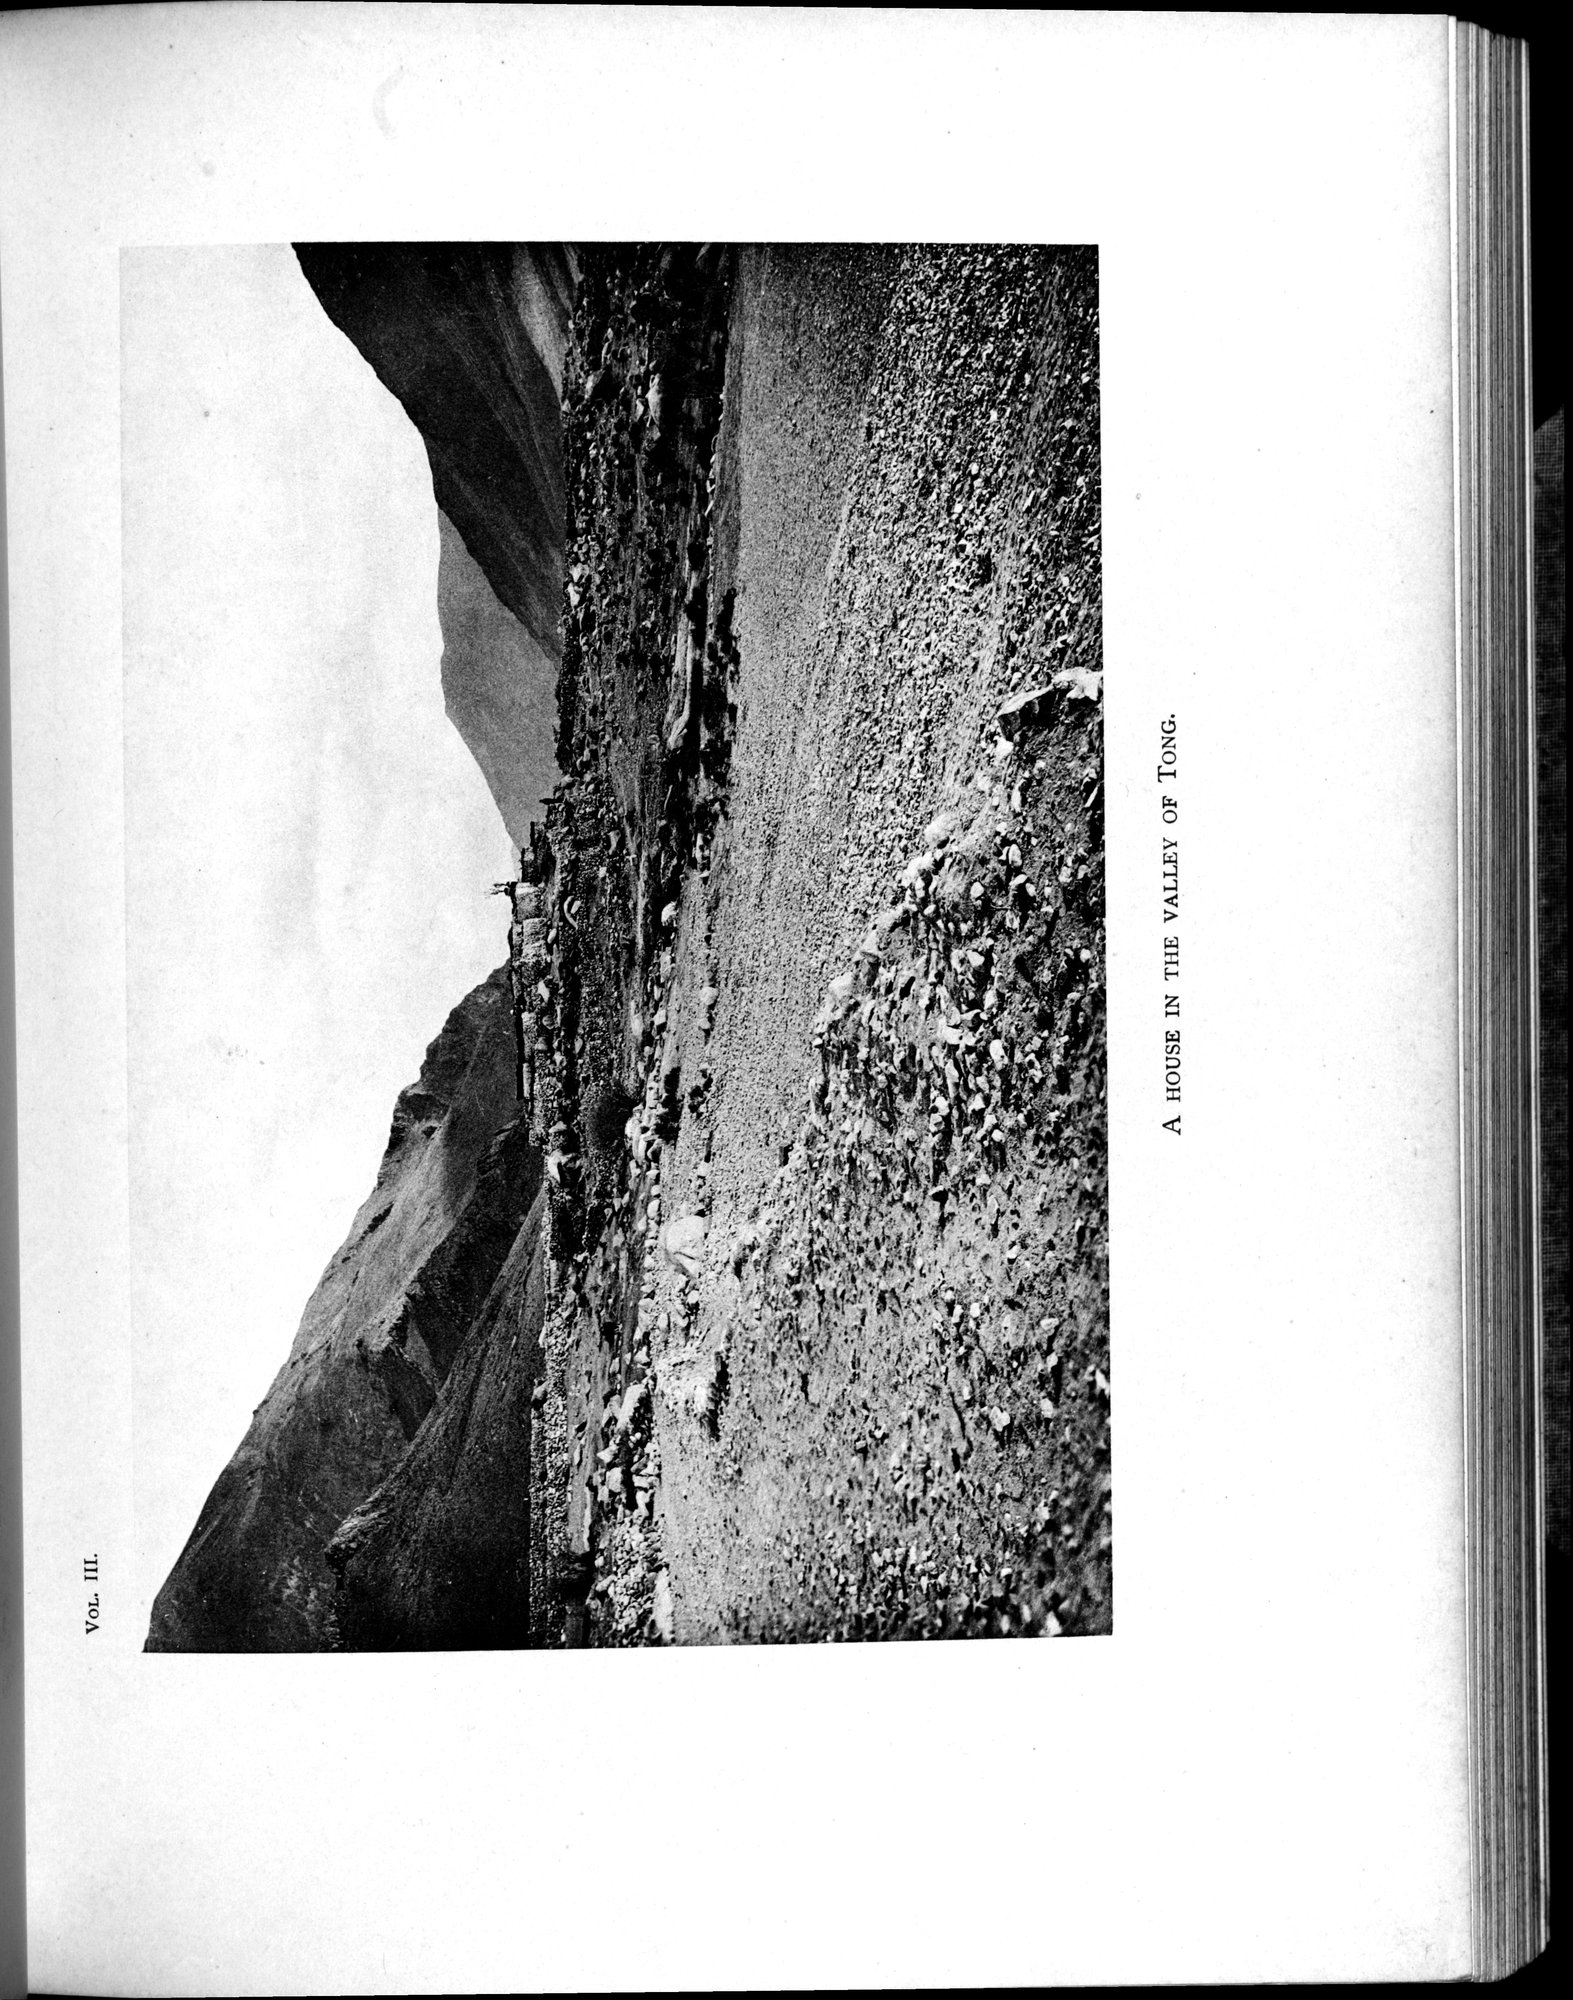 VOL. III.
A HOUSE IN THE VALLEY OF TONG.